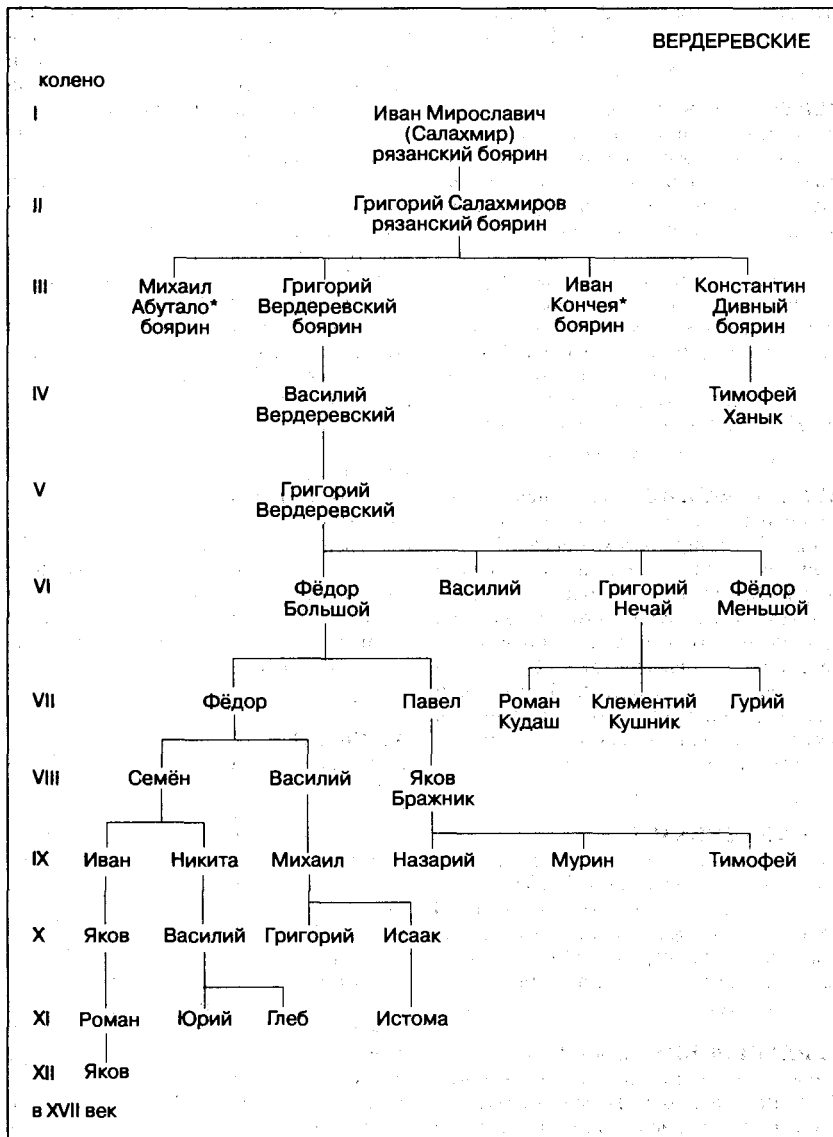 ВЕРДЕРЕВСКИЕ
колено
I Иван Мирославич
(Салахмир)
рязанский боярин
II Григорий Салахмиров
рязанский боярин
III Михаил Григорий Иван Константин
Абутало* Вердеревский Кончея* Дивный
боярин боярин боярин боярин
IV Василий Тимофей
Вердеревский Ханык
V Григорий
Вердеревский
VI Фёдор Василий Григорий Фёдор
Большой Нечай Меньшой
VII Фёдор Павел Роман Клементий Гурий
Кудаш Кушник
VIII Семён Василий Яков
Бражник
IX Иван Никита Михаил Назарий Мурин Тимофей
X Яков Василий Григорий Исаак
XI Роман Юрий Глеб Истома
XII Яков
в XVII век